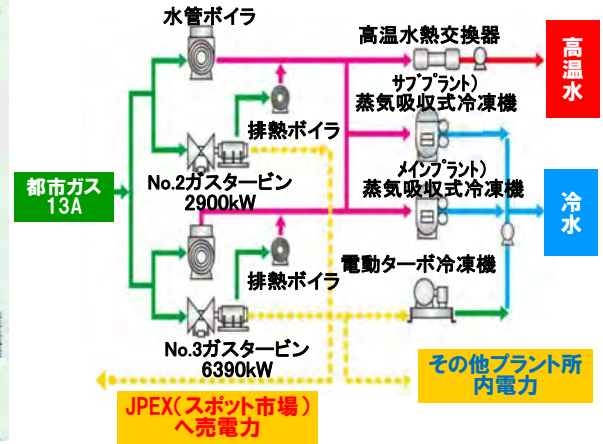 水管ボイラ
高温水熱交換器
高温水
サブプラント)
蒸気吸収式冷凍機
排熱ボイラ
メインプラント)
蒸気吸収式冷凍機
都市ガス
13A
No.2ガスタービン
2900kW
冷水
排熱ボイラ
電動ターボ冷凍機
No.3ガスタービン
6390kW
その他プラント所
内電力
JPEX(スポット市場)
へ売電力